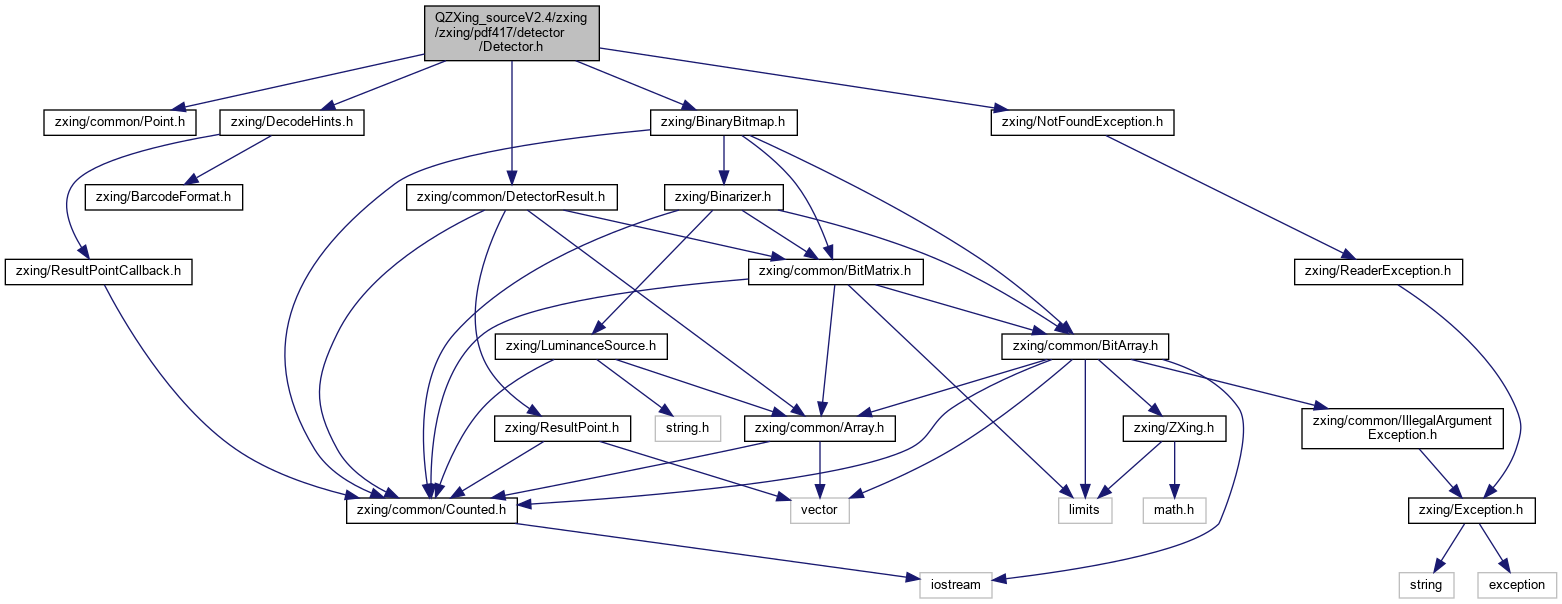 QZXing_sourceV2.4/zxing
/zxing/pdf417/detector
/Detector.h
zxing/common/Point.h
zxing/DecodeHints.h
zxing/BinaryBitmap.h
zxing/NotFoundException.h
zxing/BarcodeFormat.h
zxing/common/DetectorResult.h
zxing/Binarizer.h
zxing/ResultPointCallback.h
zxing/common/BitMatrix.h
zxing/ReaderException.h
zxing/LuminanceSource.h
zxing/common/BitArray.h
zxing/ResultPoint.h
string.h
zxing/common/Array.h
zxing/ZXing.h
zxing/common/IllegalArgument
Exception.h
zxing/common/Counted.h
vector
limits
math.h
zxing/Exception.h
iostream
string
exception